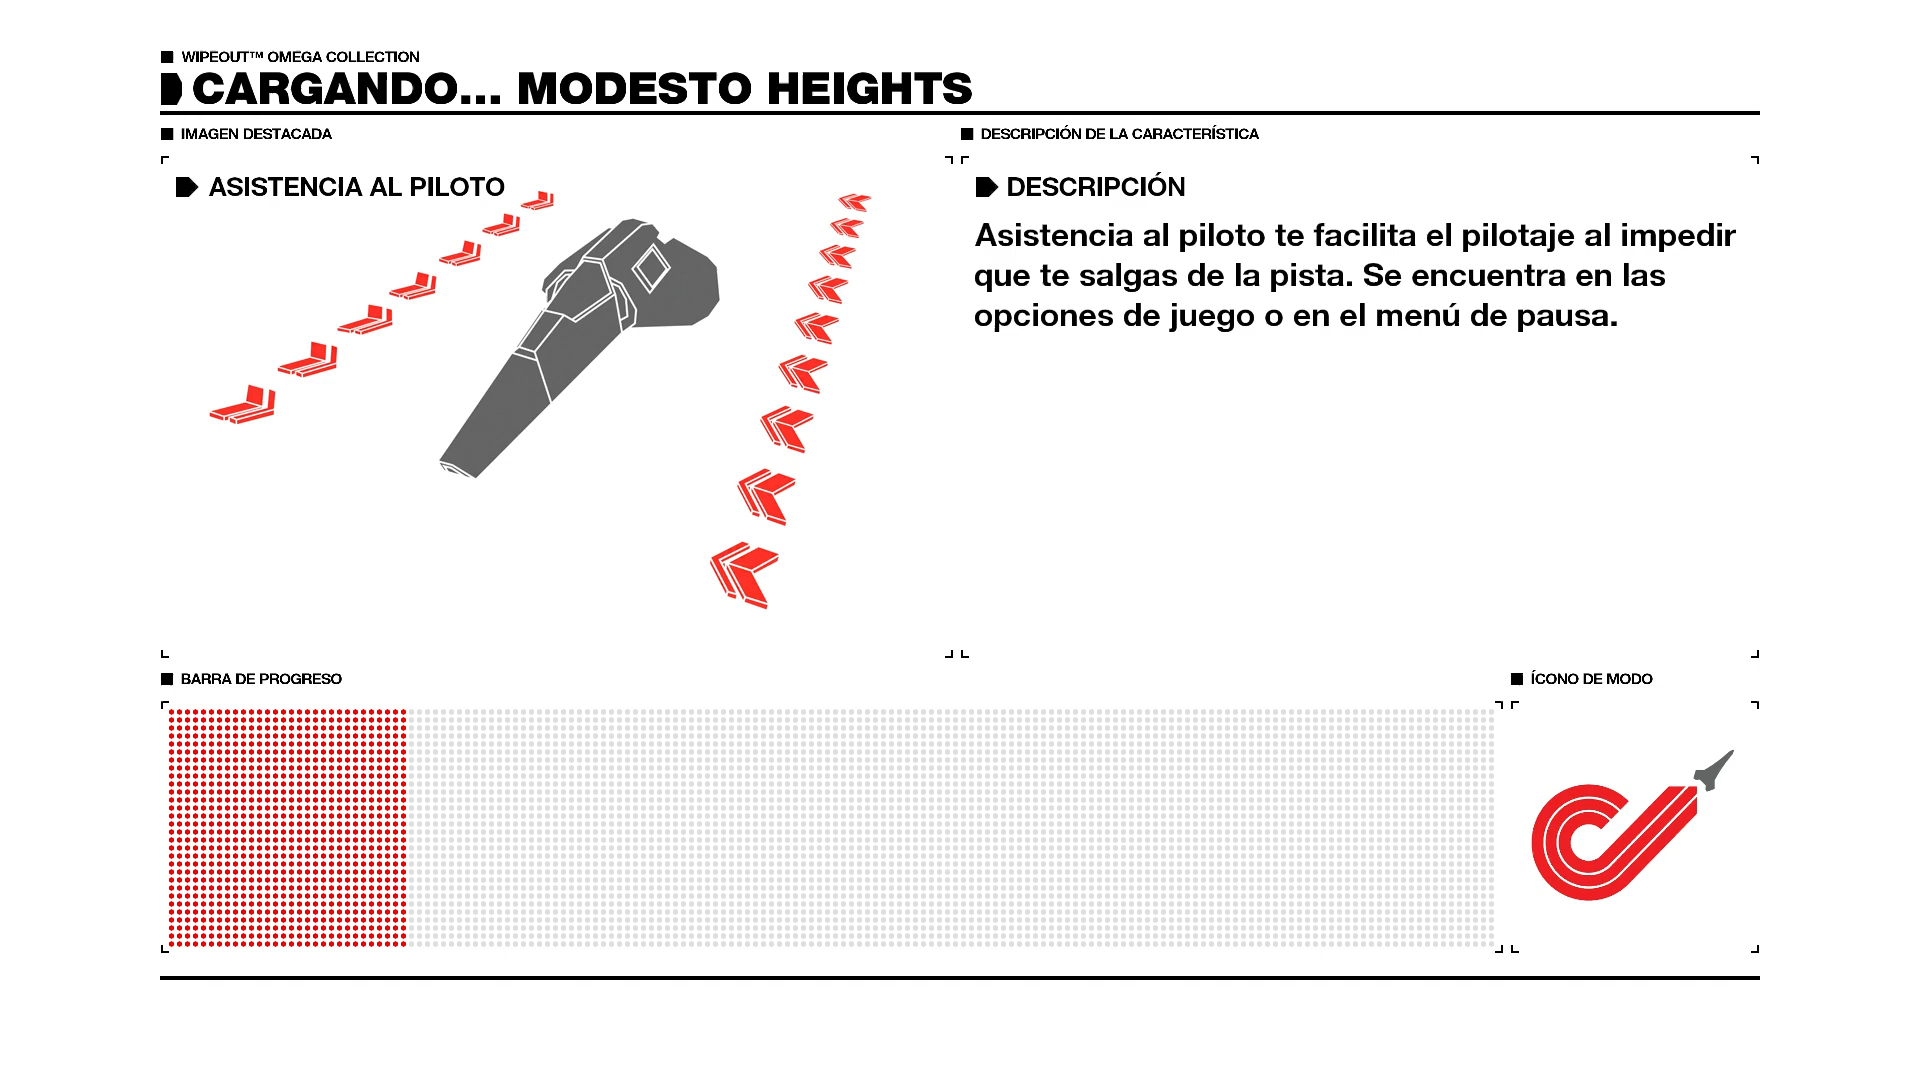 WIPEOUT™ OMEGA COLLECTION
CARGANDO... MODESTO HEIGHTS
IMAGEN DESTACADA
ASISTENCIA AL PILOTO
DESCRIPCIÓN DE LA CARACTERÍSTICA
DESCRIPCIÓN
Asistencia al piloto te facilita el pilotaje al impedir
que te salgas de la pista. Se encuentra en las
opciones de juego o en el menú de pausa.
BARRA DE PROGRESO
ÍCONO DE MODO